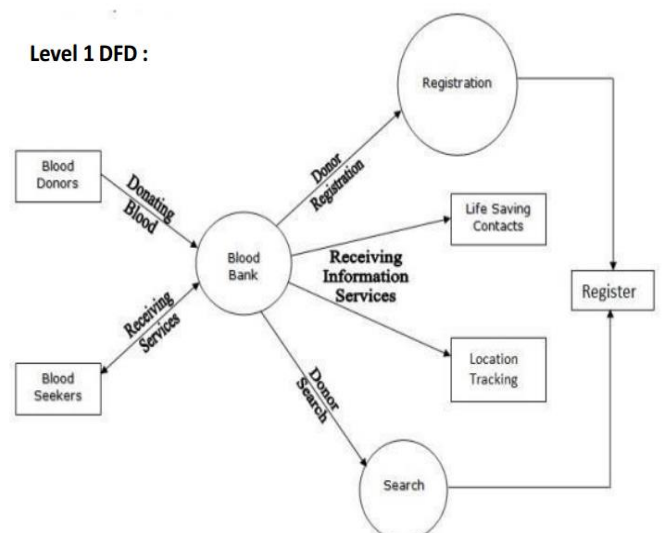 Level 1 DFD :
Registration
Blood
Donors
Donating
Blood
Donor
Registration
Life Saving
Contacts
Blood
Bank
Receiving
Information
Services
Register
Receiving
Services
Location
Tracking
Blood
Seekers
Donor
Search
Search